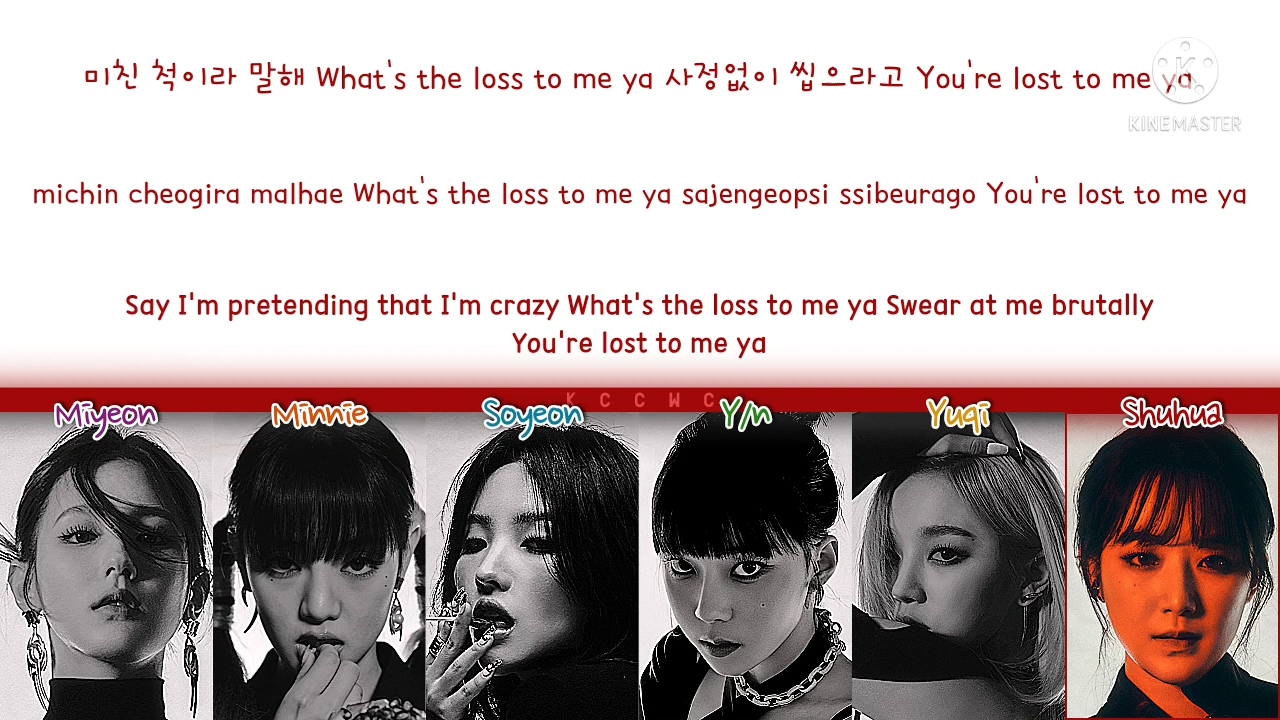 미친 척이라 말해 What's the loss to me ya 사정없이 씹으라고 You're lost to me ya
KINEMASTER
michin cheogira malhae What's the loss to me ya sajengeopsi ssibeurago You're lost to me ya
Say I'm pretending that I'm crazy What's the loss to me ya Swear at me brutally
You're lost to me ya
K C C W C
Miyeon Minnie Soyeon Y/n Yuqi Shuhua